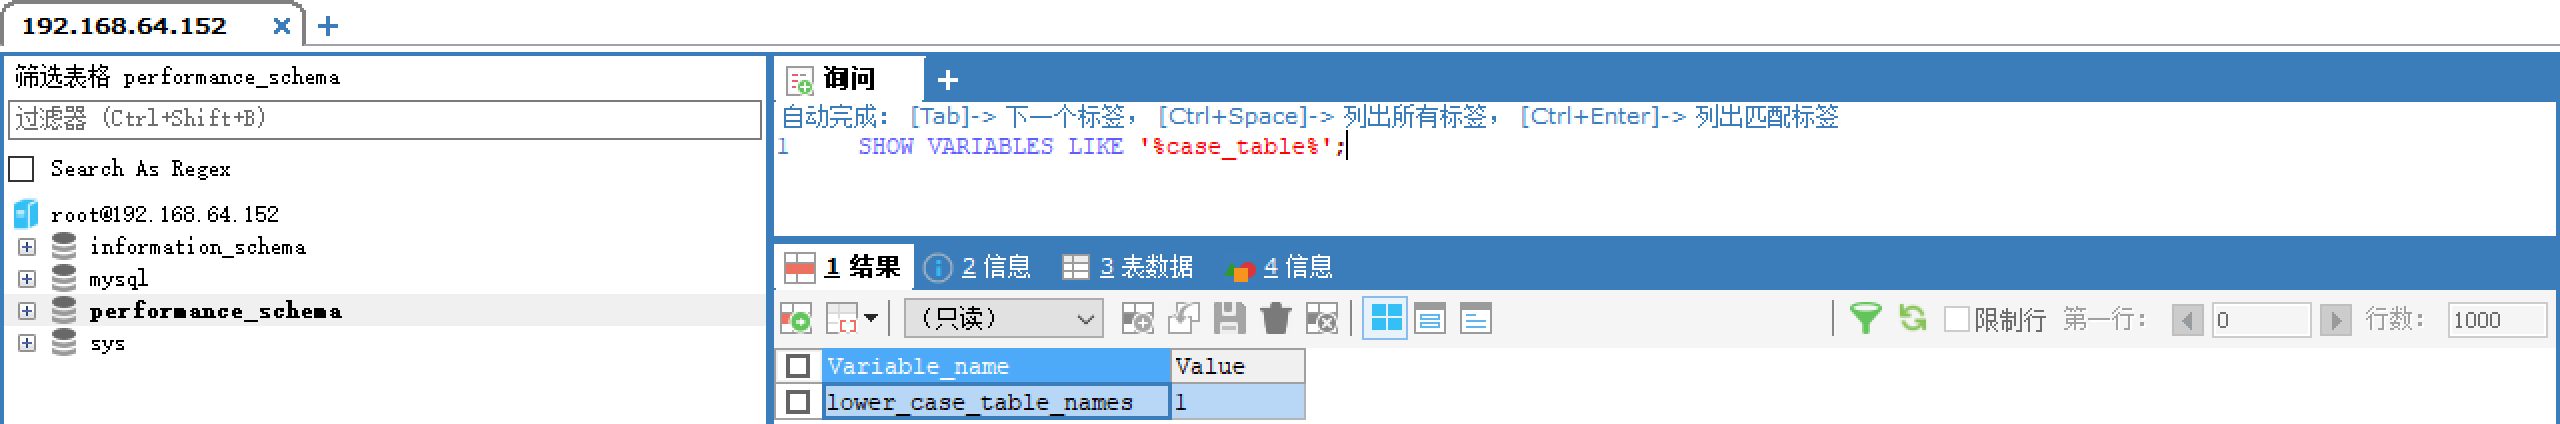 192.168.64.152
筛选表格 performance_schema
过滤器 (Ctrl+Shift+B)
Search As Regex
root@192.168.64.152
information_schema
mysql
performance_schema
sys
询问
自动完成： [Tab]-> 下一个标签， [Ctrl+Space]-> 列出所有标签， [Ctrl+Enter]-> 列出匹配标签
1 SHOW VARIABLES LIKE '%case_table%';
1 结果 2 信息 3 表数据 4 信息
（只读） 限制行 第一行： 0 行数： 1000
Variable_name Value
lower_case_table_names 1